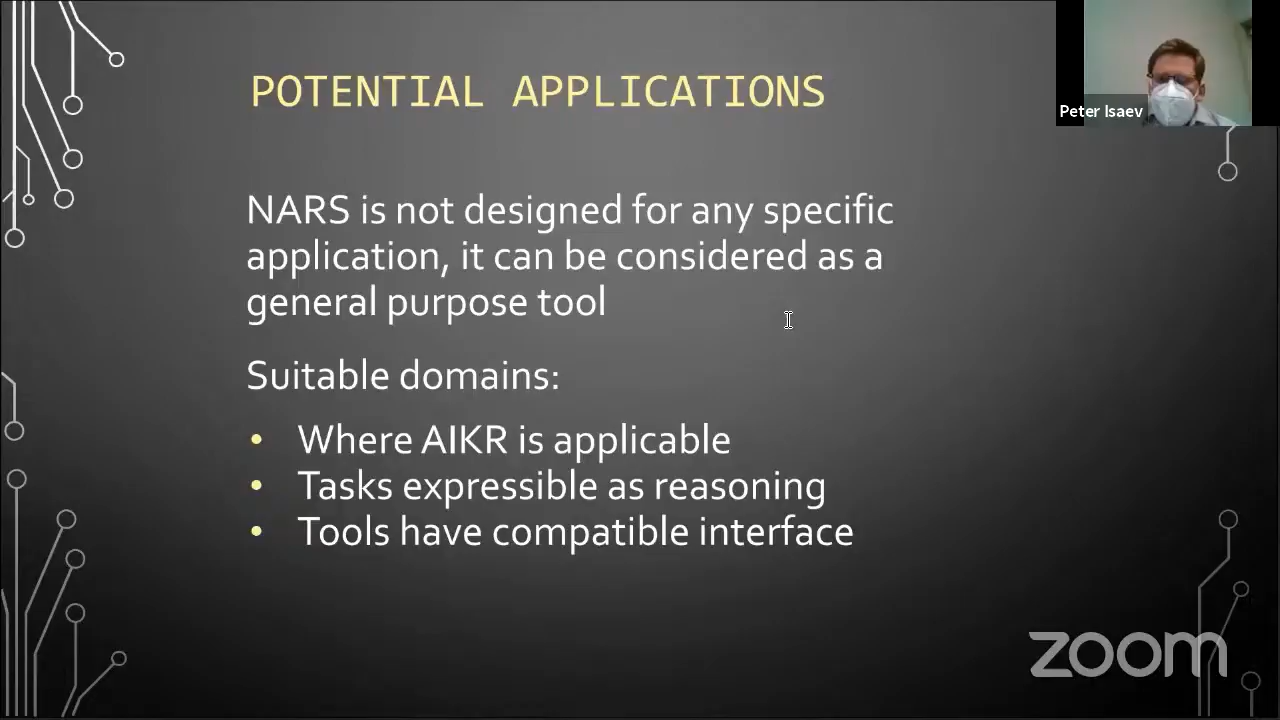 POTENTIAL APPLICATIONS
Peter Isaev
NARS is not designed for any specific
application, it can be considered as a
general purpose tool
Suitable domains:
• Where AIKR is applicable
• Tasks expressible as reasoning
• Tools have compatible interface
zoom